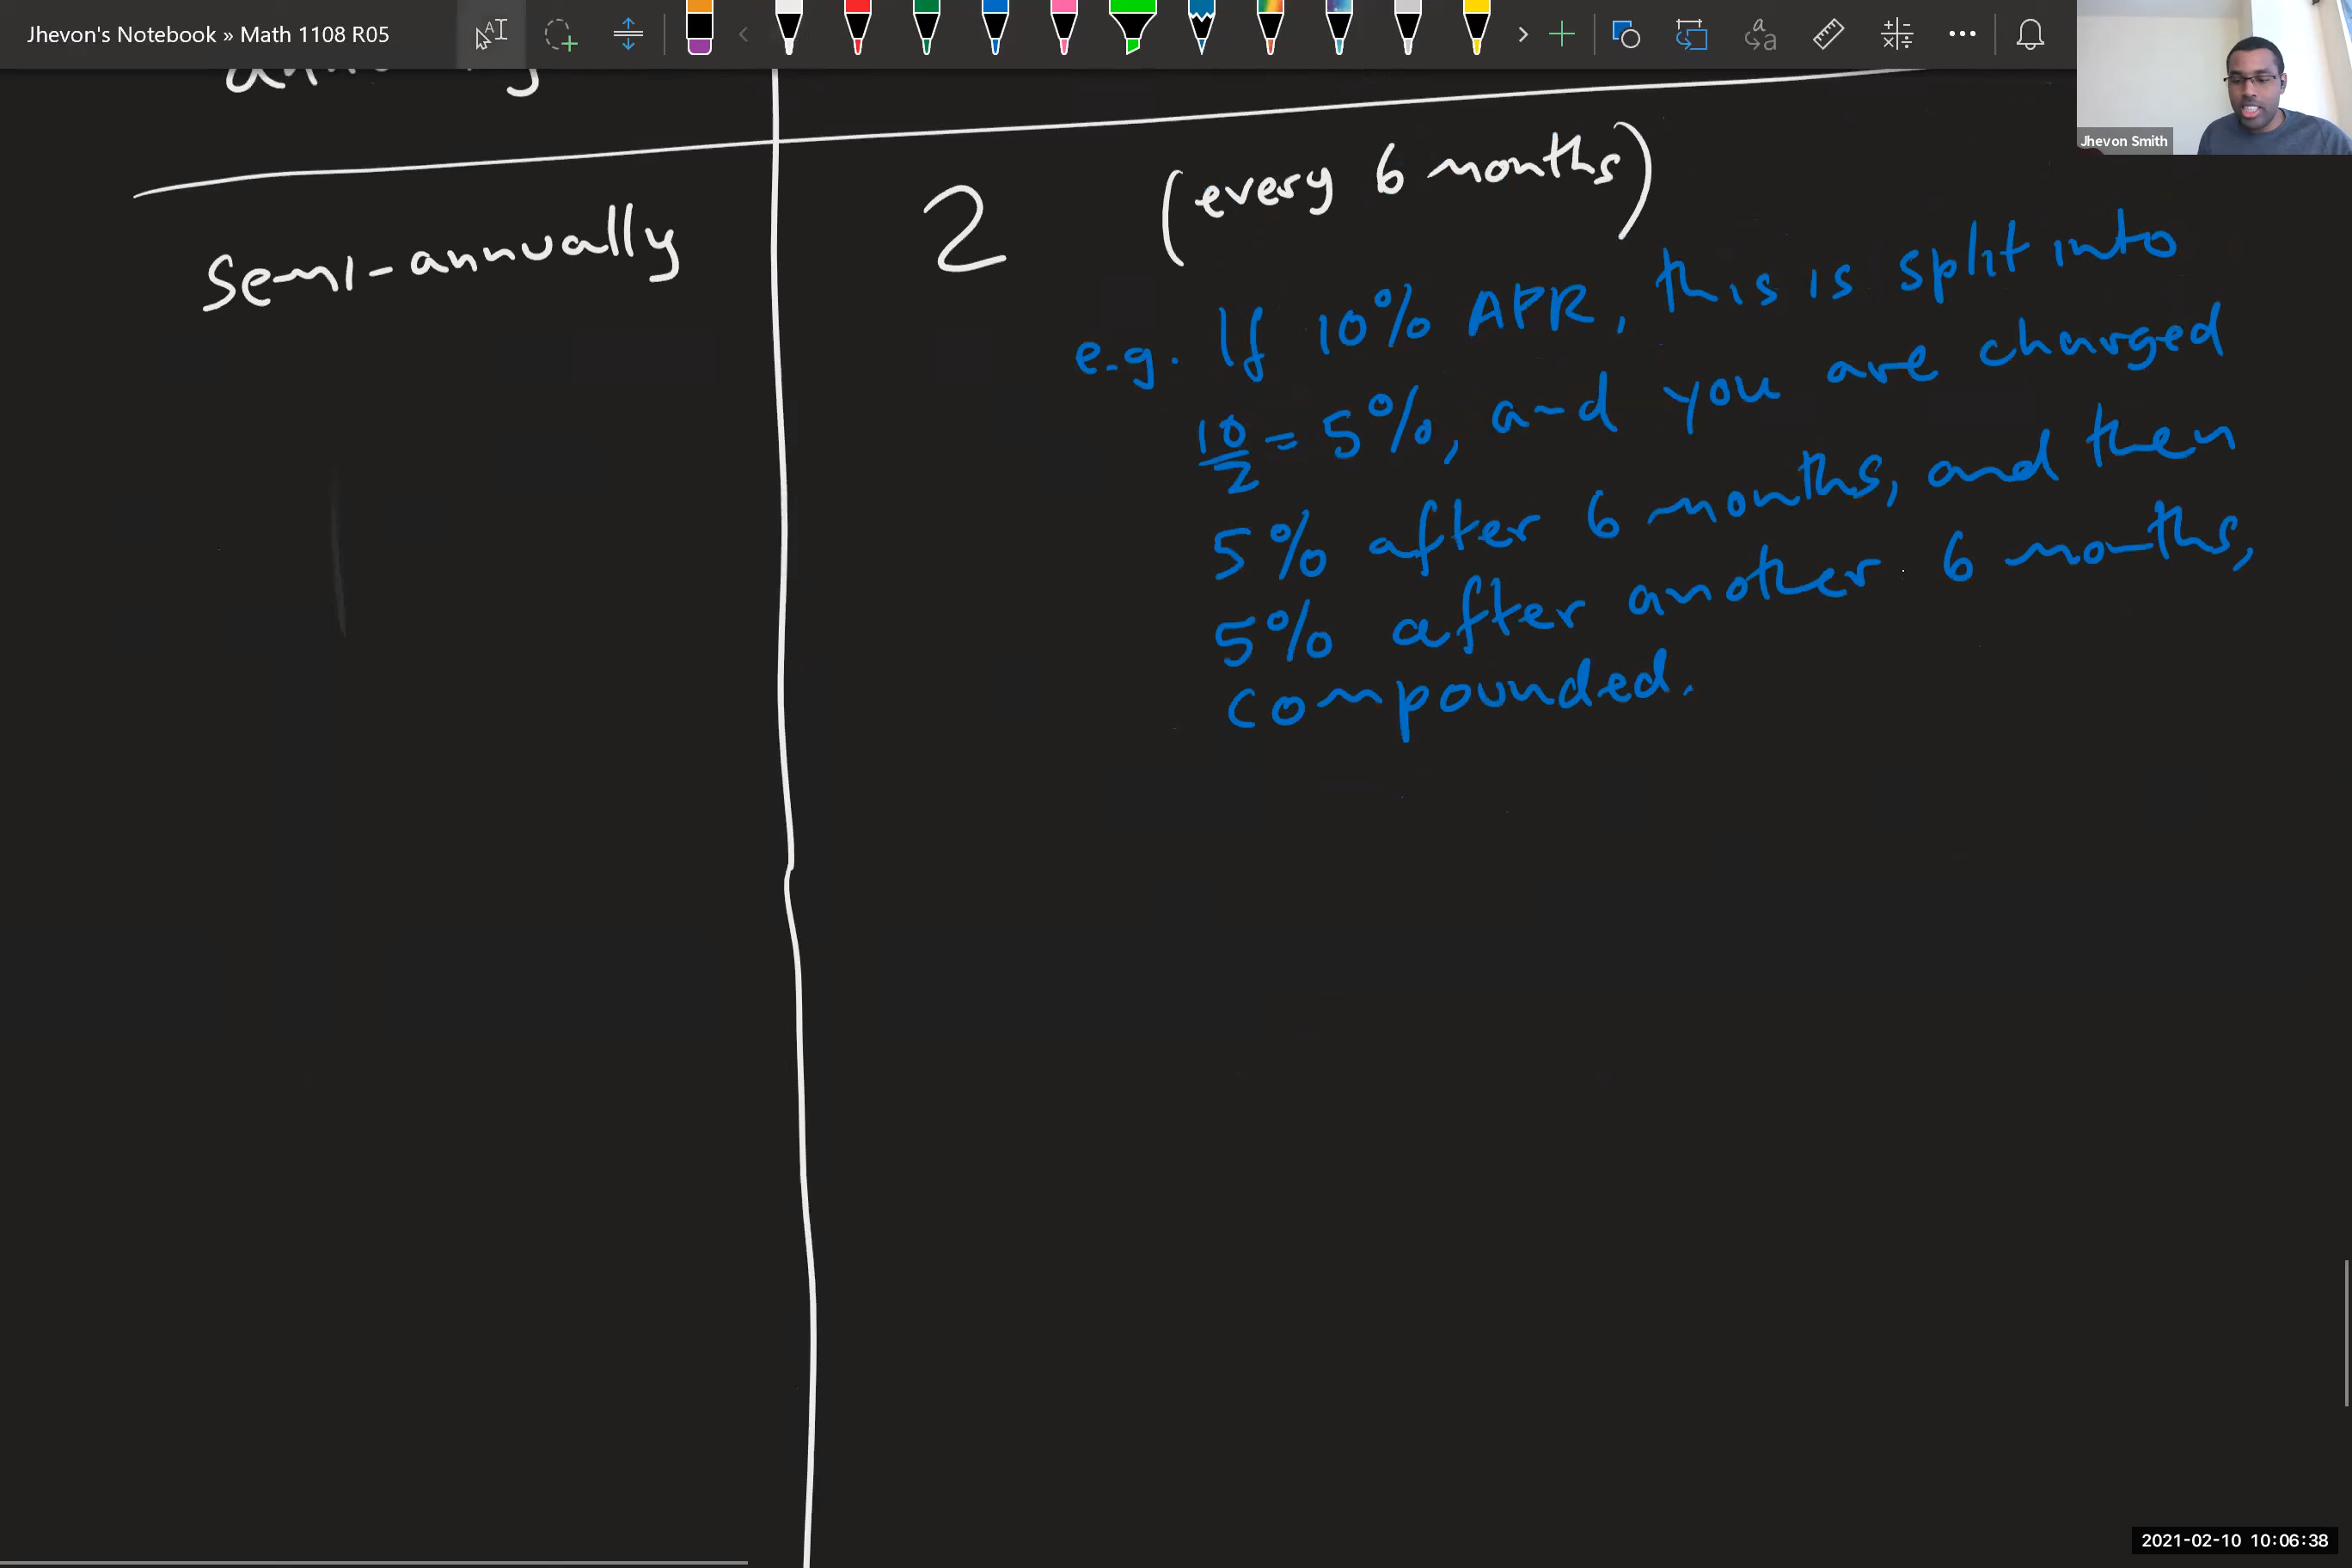 Jhevon's Notebook » Math 1108 R05
Jhevon Smith
semi-annually
2 (every 6 months)
e.g. If 10% APR, this is split into
10/2 = 5%, and you are charged
5% after 6 months, and then
5% after another 6 months,
compounded.
2021-02-10 10:06:38